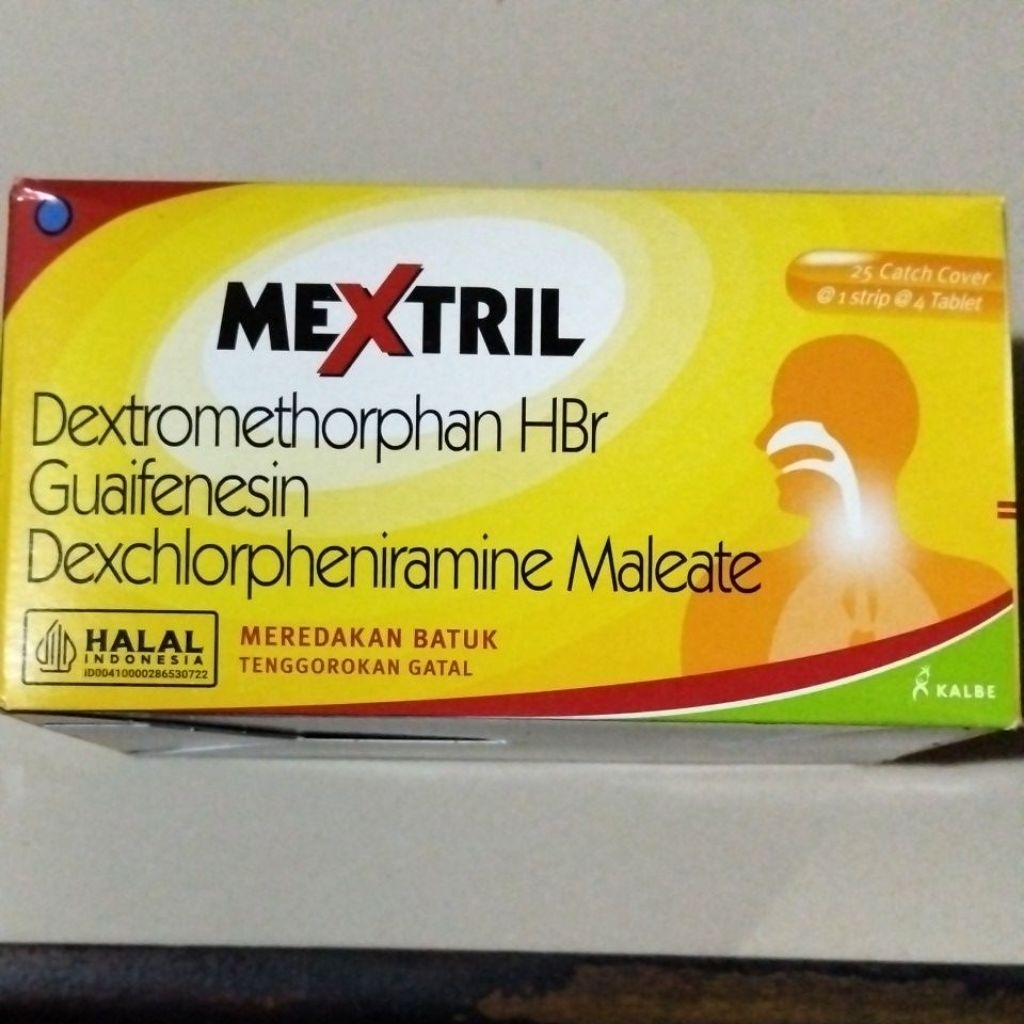 MEXTRIL
25 Catch Cover
@ 1 strip @ 4 Tablet
Dextromethorphan HBr
Guaifenesin
Dexchlorpheniramine Maleate
HALAL
INDONESIA
ID00410000286530722
MEREDAKAN BATUK
TENGGOROKAN GATAL
KALBE